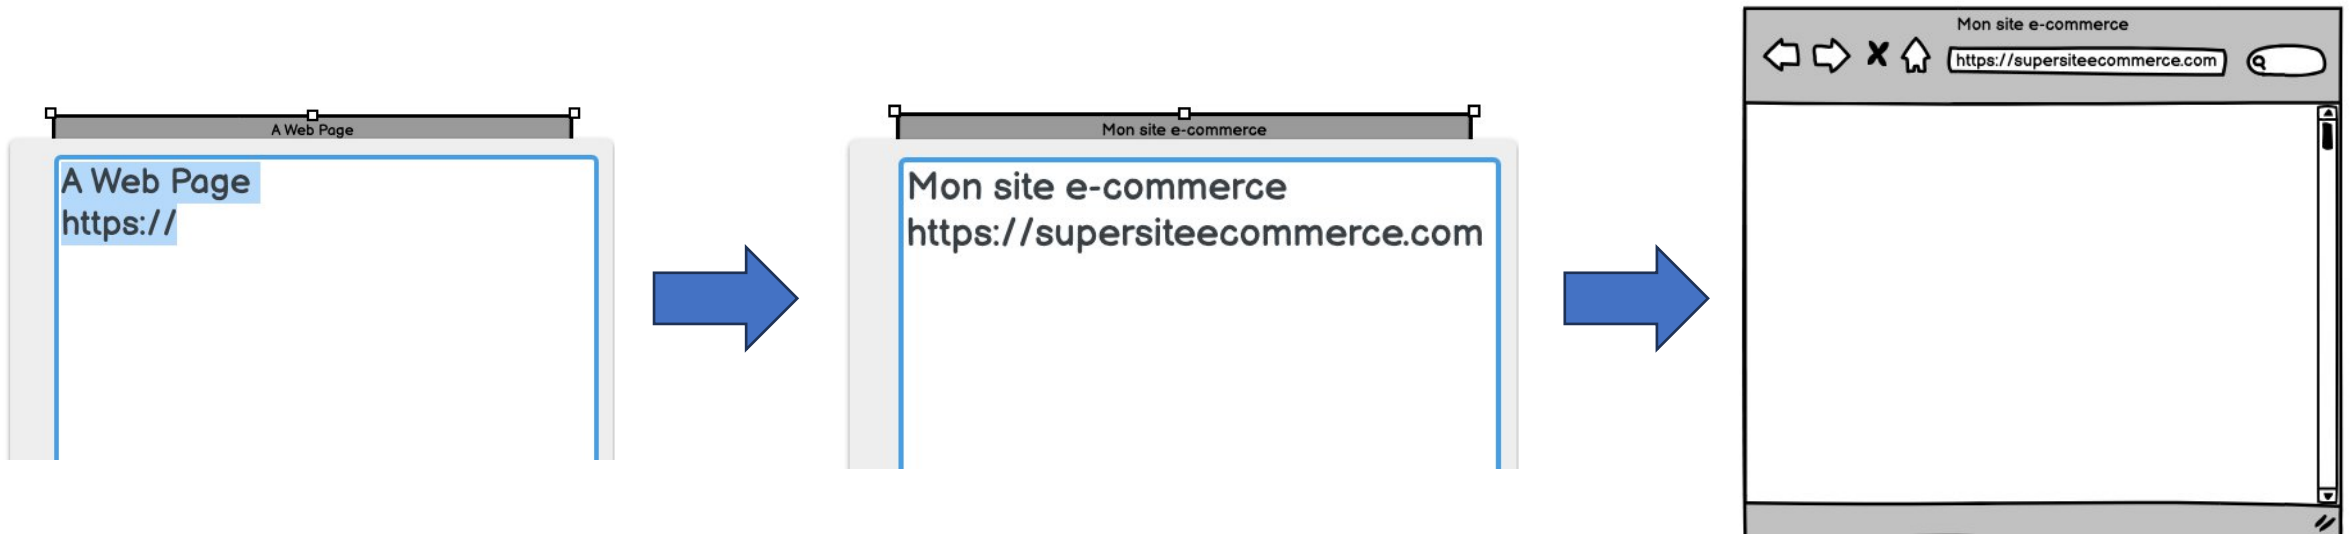 A Web Page
A Web Page
https://
Mon site e-commerce
Mon site e-commerce
https://supersiteecommerce.com
Mon site e-commerce
https://supersiteecommerce.com